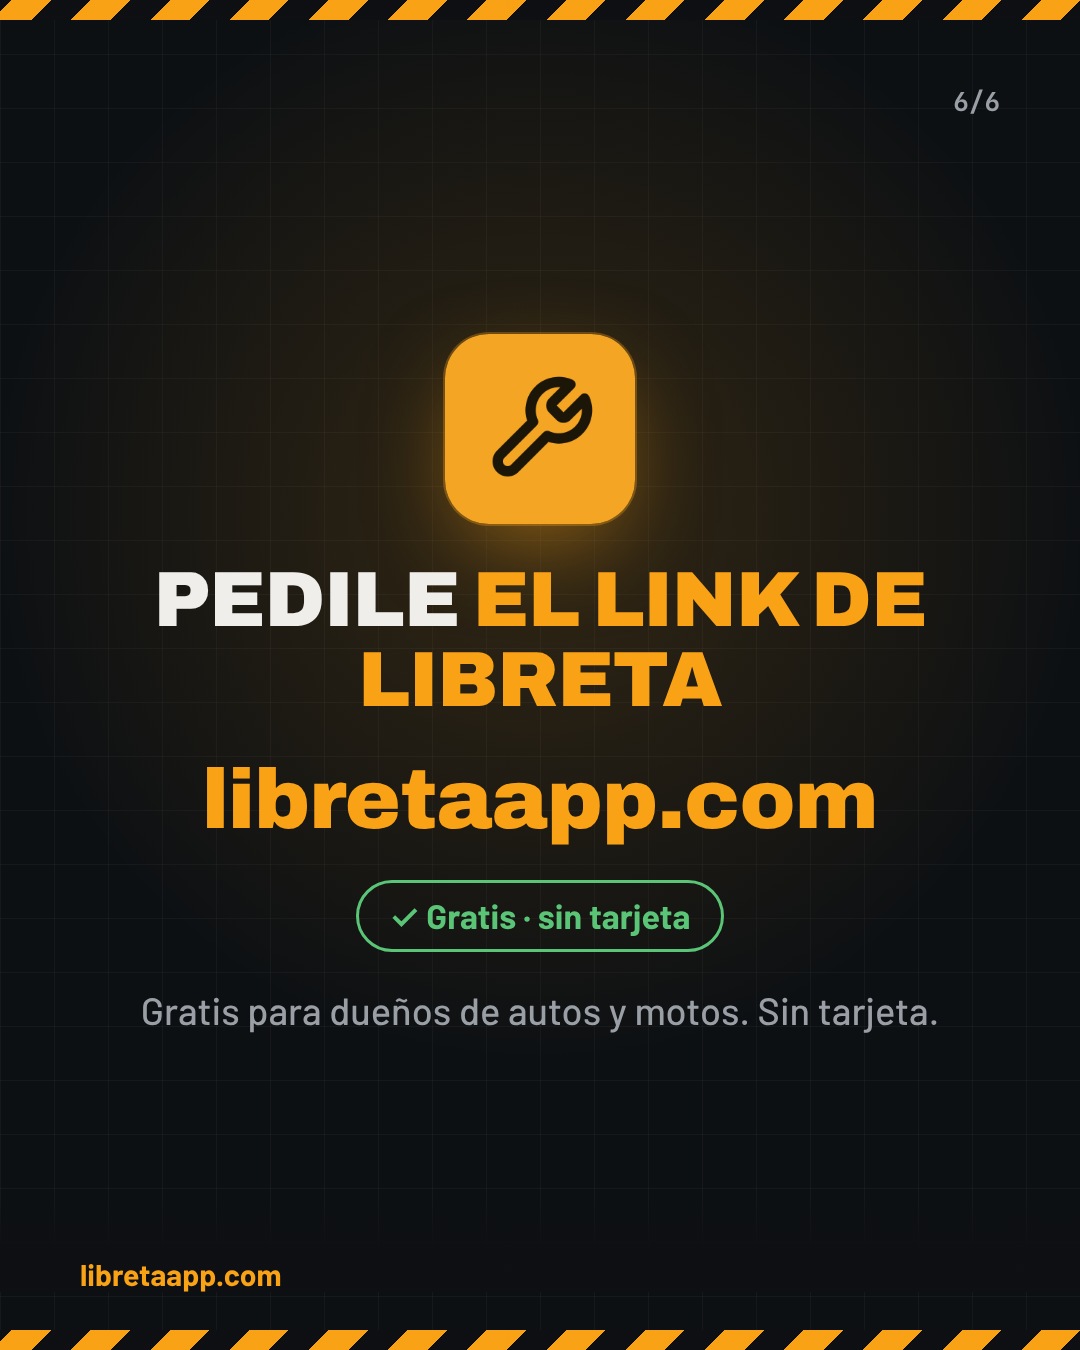 6/6
PEDILE EL LINK DE
LIBRETA
libretaapp.com
✓ Gratis · sin tarjeta
Gratis para dueños de autos y motos. Sin tarjeta.
libretaapp.com